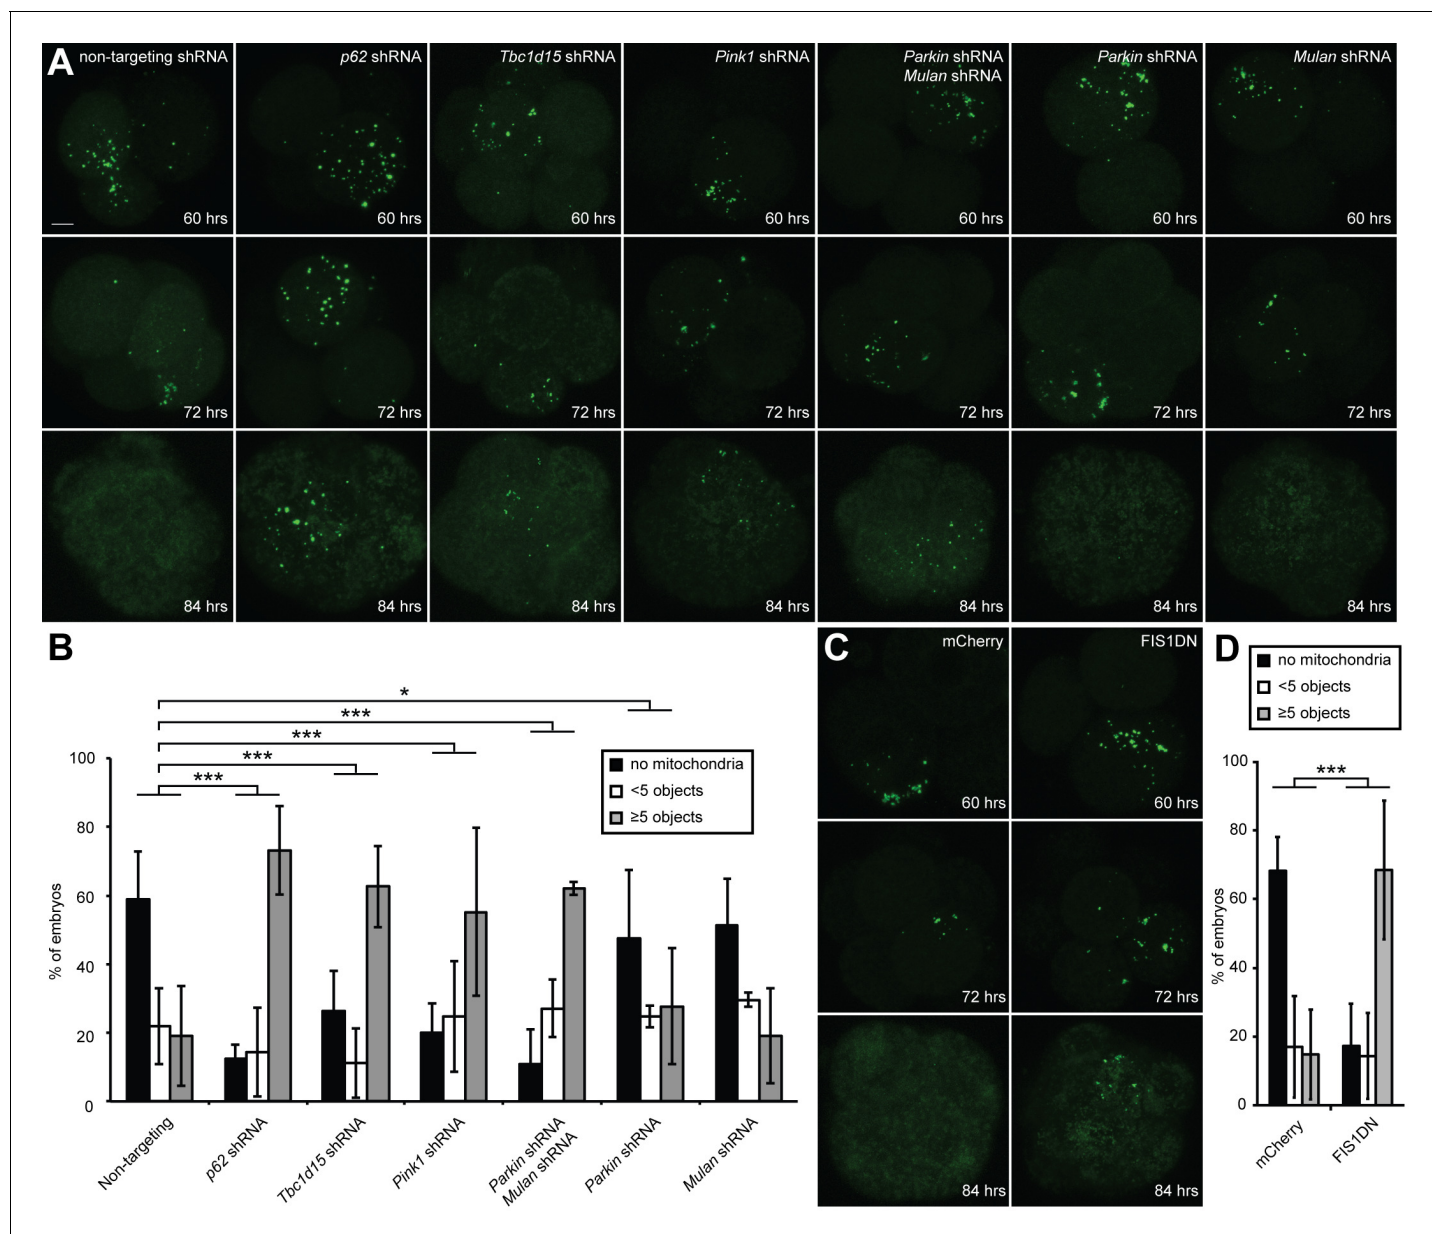 A
non-targeting shRNA
p62 shRNA
Tbc1d15 shRNA
Pink1 shRNA
Parkin shRNA
Mulan shRNA
Parkin shRNA
Mulan shRNA
60 hrs
60 hrs
60 hrs
60 hrs
60 hrs
60 hrs
60 hrs
72 hrs
72 hrs
72 hrs
72 hrs
72 hrs
72 hrs
72 hrs
84 hrs
84 hrs
84 hrs
84 hrs
84 hrs
84 hrs
84 hrs
B
*
***
***
***
***
no mitochondria
<5 objects
≥5 objects
% of embryos
100
80
60
40
20
0
Non-targeting
p62 shRNA
Tbc1d15 shRNA
Pink1 shRNA
Parkin shRNA
Mulan shRNA
Parkin shRNA
Mulan shRNA
C
mCherry
FIS1DN
60 hrs
60 hrs
72 hrs
72 hrs
84 hrs
84 hrs
D
no mitochondria
<5 objects
≥5 objects
***
% of embryos
100
80
60
40
20
0
mCherry
FIS1DN